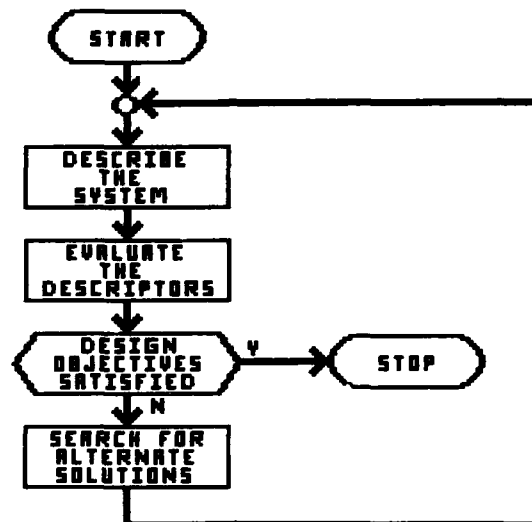 START
DESCRIBE
THE
SYSTEM
EVALUATE
THE
DESCRIPTORS
DESIGN
OBJECTIVES
SATISFIED
Y
STOP
N
SEARCH FOR
ALTERNATE
SOLUTIONS